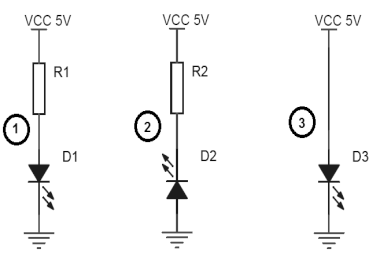 VCC 5V VCC 5V VCC 5V
R1 R2
1 2 3
D1 D2 D3